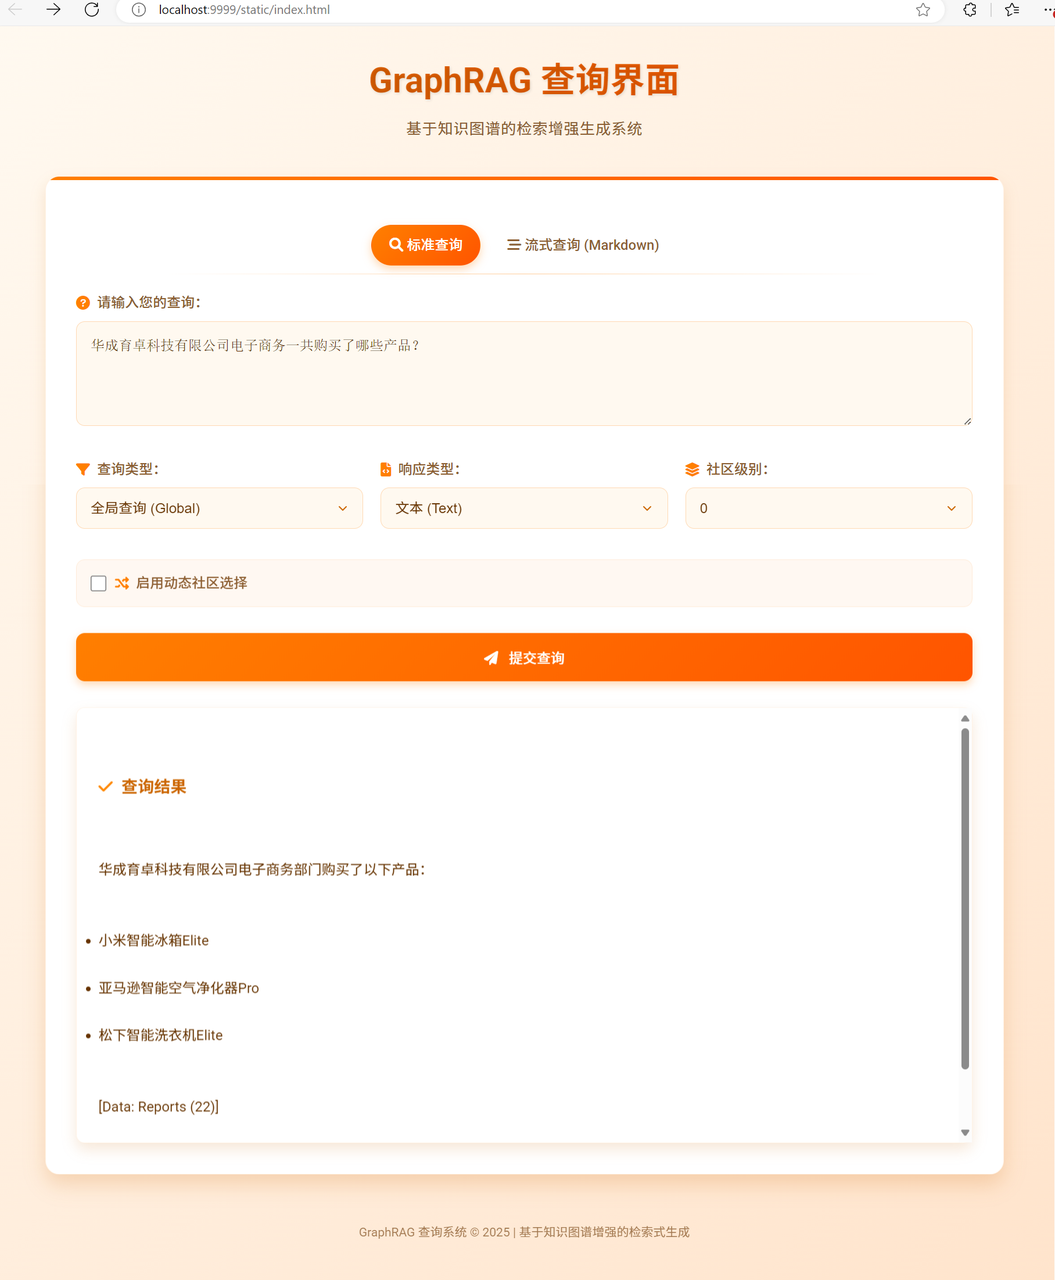 localhost:9999/static/index.html
GraphRAG 查询界面
基于知识图谱的检索增强生成系统
标准查询
流式查询 (Markdown)
请输入您的查询：
华成育卓科技有限公司电子商务一共购买了哪些产品？
查询类型：
响应类型：
社区级别：
全局查询 (Global)
文本 (Text)
0
启用动态社区选择
提交查询
查询结果
华成育卓科技有限公司电子商务部门购买了以下产品：
• 小米智能冰箱Elite
• 亚马逊智能空气净化器Pro
• 松下智能洗衣机Elite
[Data: Reports (22)]
GraphRAG 查询系统 © 2025 | 基于知识图谱增强的检索式生成